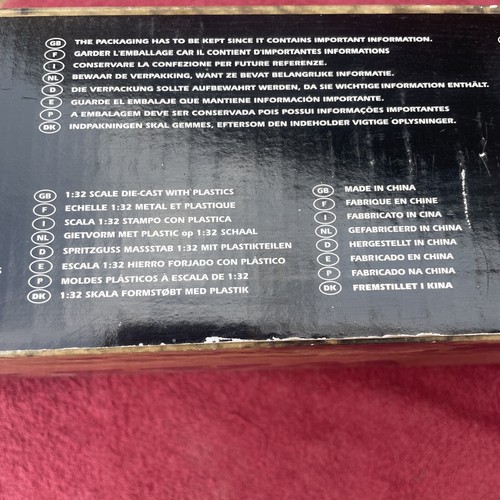 GB THE PACKAGING HAS TO BE KEPT SINCE IT CONTAINS IMPORTANT INFORMATION.
F GARDER L'EMBALLAGE CAR IL CONTIENT D'IMPORTANTES INFORMATIONS
I CONSERVARE LA CONFEZIONE PER FUTURE REFERENZE.
NL BEWAAR DE VERPAKKING, WANT ZE BEVAT BELANGRIJKE INFORMATIE.
D DIE VERPACKUNG SOLLTE AUFBEWAHRT WERDEN, DA SIE WICHTIGE INFORMATION ENTHÄLT.
E GUARDE EL EMBALAJE QUE MANTIENE INFORMACIÓN IMPORTANTE.
P A EMBALAGEM DEVE SER CONSERVADA POIS POSSUI INFORMAÇÕES IMPORTANTES
DK INDPAKNINGEN SKAL GEMMES, EFTERSOM DEN INDEHOLDER VIGTIGE OPLYSNINGER.
GB 1:32 SCALE DIE-CAST WITH PLASTICS
F ECHELLE 1:32 METAL ET PLASTIQUE
I SCALA 1:32 STAMPO CON PLASTICA
NL GIETVORM MET PLASTIC op 1:32 SCHAAL
D SPRITZGUSS MASSSTAB 1:32 MIT PLASTIKTEILEN
E ESCALA 1:32 HIERRO FORJADO CON PLÁSTICO
P MOLDES PLÁSTICOS À ESCALA DE 1:32
DK 1:32 SKALA FORMSTØBT MED PLASTIK
GB MADE IN CHINA
F FABRIQUE EN CHINE
I FABBRICATO IN CINA
NL GEFABRICEERD IN CHINA
D HERGESTELLT IN CHINA
E FABRICADO EN CHINA
P FABRICADO NA CHINA
DK FREMSTILLET I KINA